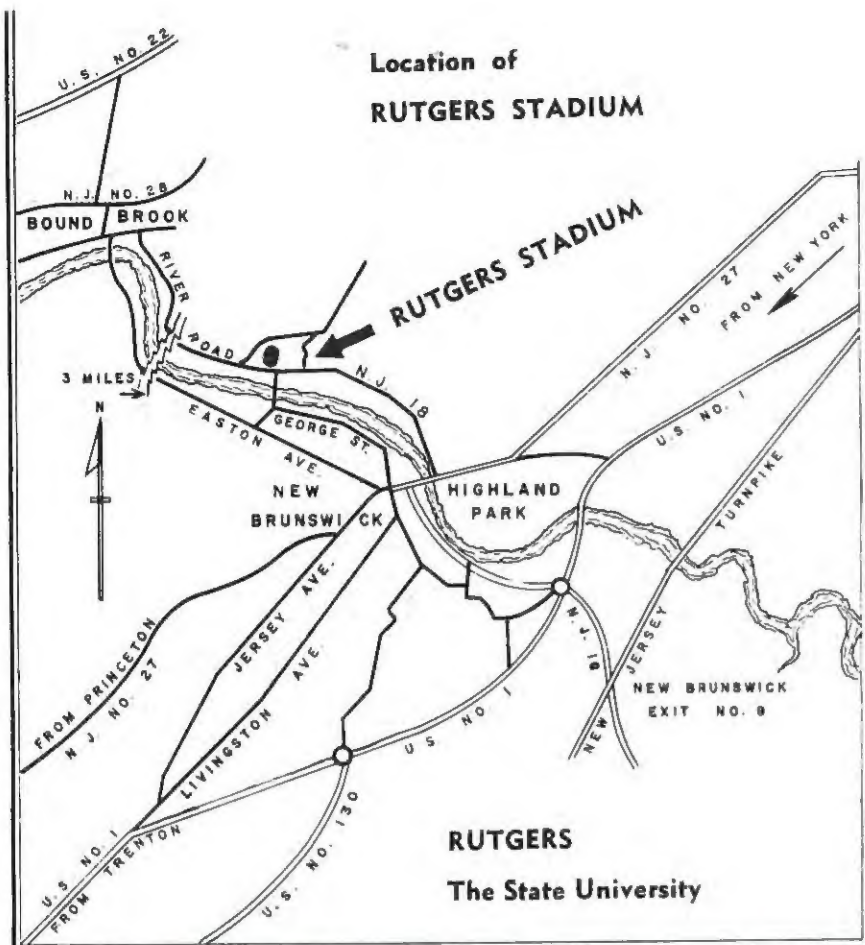 Location of
RUTGERS STADIUM
U. S. NO. 22
N. J. NO. 28
BOUND BROOK
RIVER ROAD
RUTGERS STADIUM
N. J. NO. 27
FROM NEW YORK
3 MILES
N
N. J. 18
U. S. NO. 1
GEORGE ST.
EASTON AVE.
NEW
BRUNSWICK
HIGHLAND
PARK
NEW JERSEY TURNPIKE
JERSEY AVE.
LIVINGSTON AVE.
FROM PRINCETON
N. J. NO. 27
N. J. 18
NEW BRUNSWICK
EXIT NO. 9
U. S. NO. 1
U. S. NO. 1
FROM TRENTON
U. S. NO. 130
RUTGERS
The State University